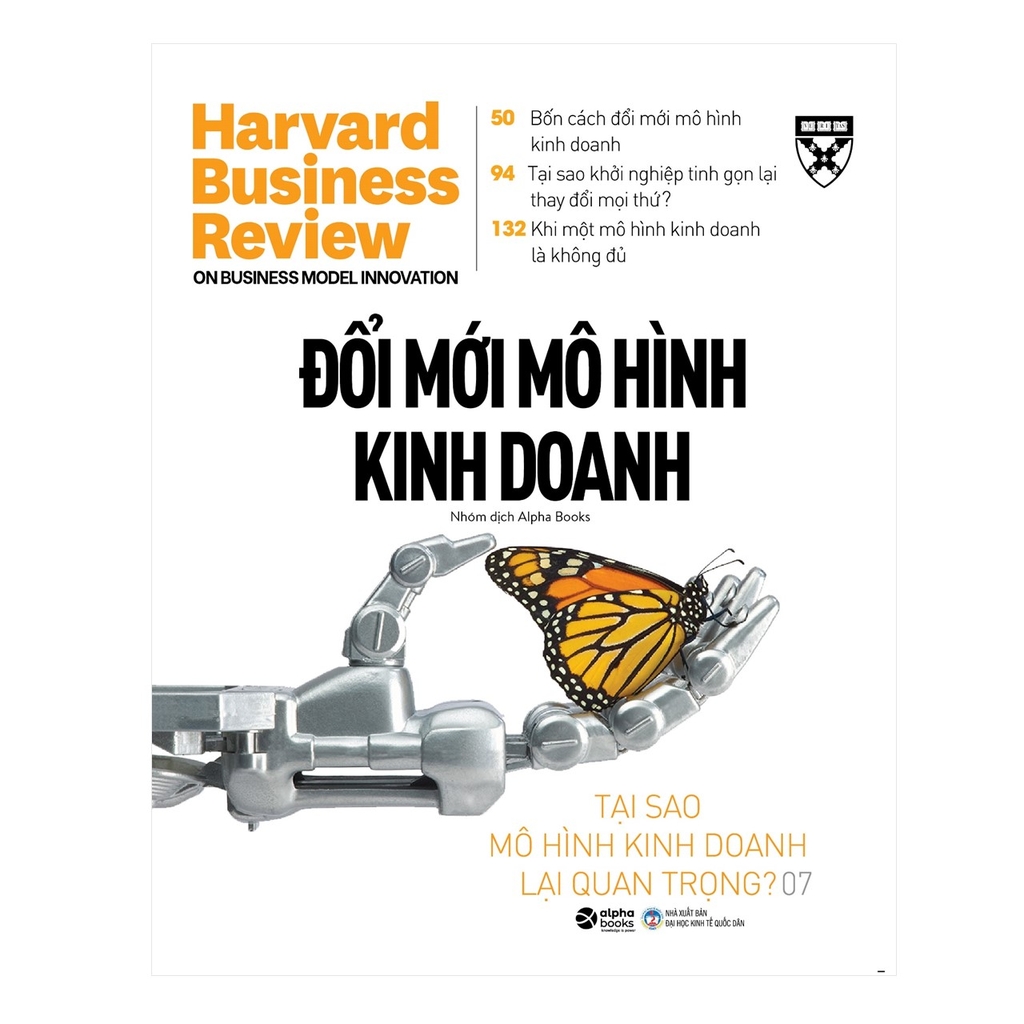 Harvard
Business
Review
ON BUSINESS MODEL INNOVATION
50 Bốn cách đổi mới mô hình
kinh doanh
94 Tại sao khởi nghiệp tinh gọn lại
thay đổi mọi thứ?
132 Khi một mô hình kinh doanh
là không đủ
ĐỔI MỚI MÔ HÌNH
KINH DOANH
Nhóm dịch Alpha Books
TẠI SAO
MÔ HÌNH KINH DOANH
LẠI QUAN TRỌNG? 07
alpha
books
knowledge is power
NHÀ XUẤT BẢN
ĐẠI HỌC KINH TẾ QUỐC DÂN